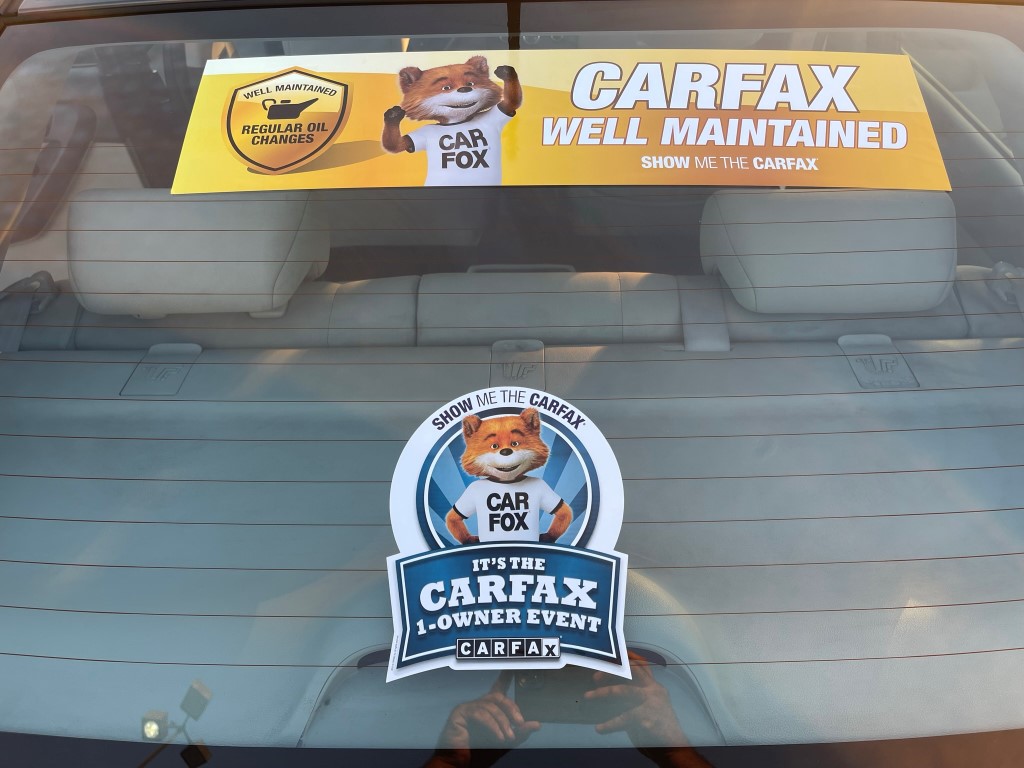 WELL MAINTAINED
REGULAR OIL
CHANGES
CAR
FOX
CARFAX
WELL MAINTAINED
SHOW ME THE CARFAX
SHOW ME THE CARFAX
CAR
FOX
IT'S THE
CARFAX
1-OWNER EVENT
CARFAX